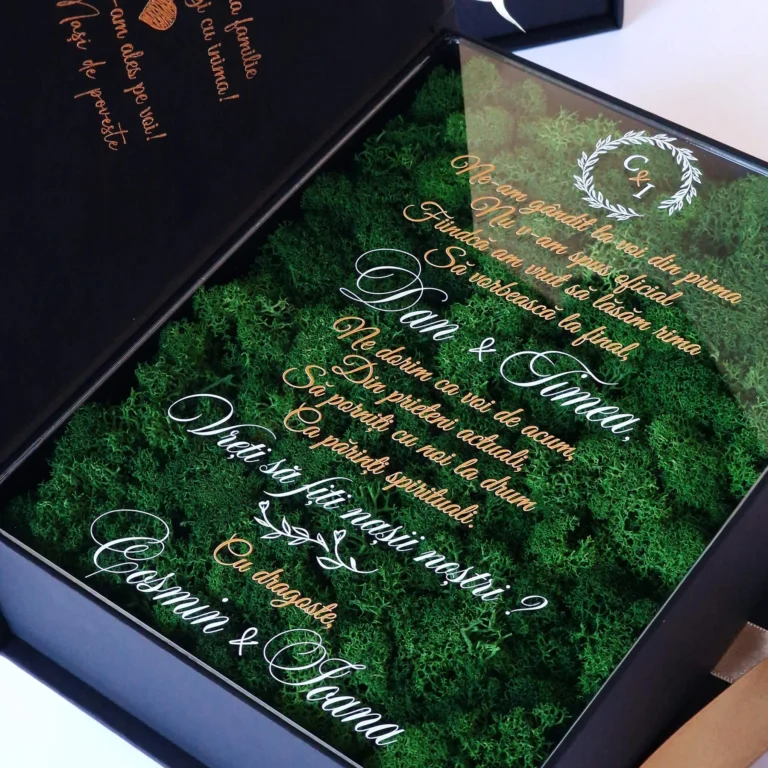 a familie
și cu inima!
-am ales pe voi!
Nași de poveste
C & I
Ne-am gândit la voi din prima
Nu v-am spus oficial
Fiindcă am vrut să lăsăm rima
Să vorbească la final,
Dan & Timea,
Ne dorim ca voi de acum,
Din prieteni actuali,
Să porniți cu noi la drum
Ca părinți spirituali.
Vreți să fiți nașii noștri ?
Cu dragoste,
Cosmin & Ioana